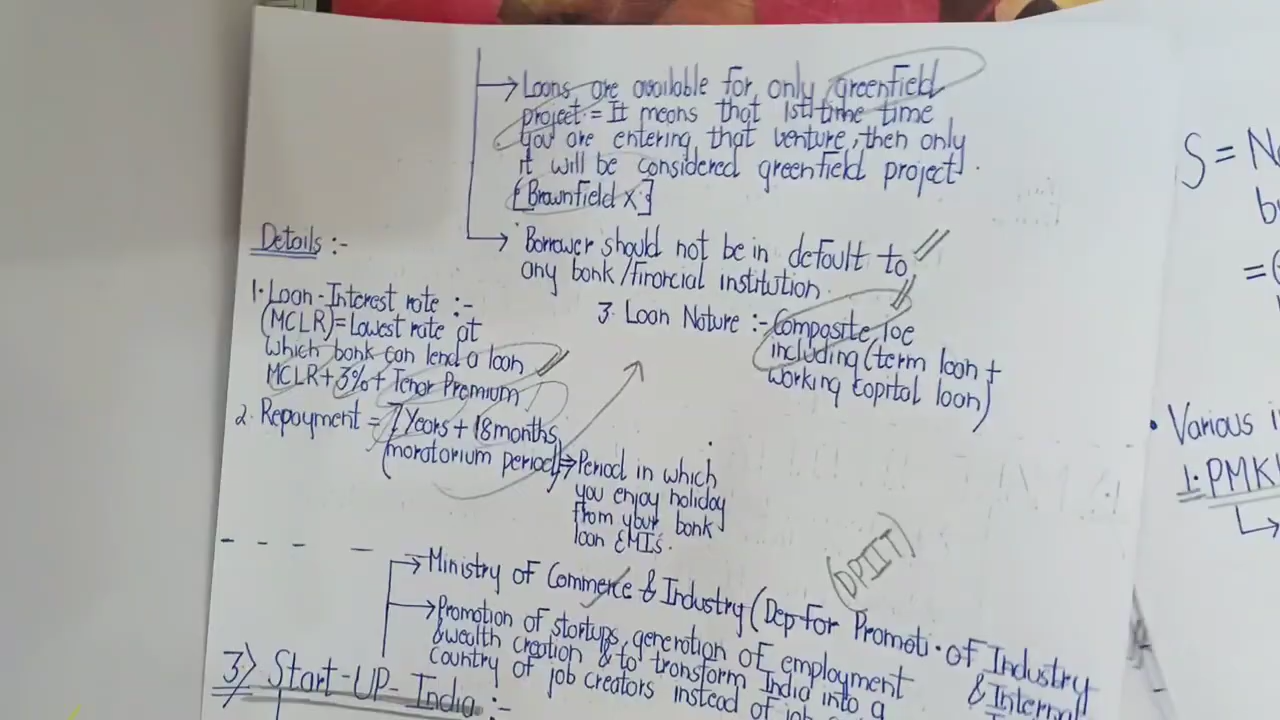 → Loans are available for only greenfield
project = It means that 1st time time
you are entering that venture, then only
it will be considered greenfield project.
[Brownfield x]
→ Borrower should not be in default to
any bank/financial institution.
Details :-
1. Loan-Interest rate :-
(MCLR) = Lowest rate at
which bank can lend a loan
MCLR + 3% + Tenor Premium
2. Repayment = 7 Years + 18 months
(moratorium period)
⇒ Period in which
you enjoy holiday
from your bank
loan EMIs.
3. Loan Nature :- Composite
including (term loan +
working capital loan)
(DPIIT)
→ Ministry of Commerce & Industry (Dep for Promoti. of Industry
& Internal
→ Promotion of startups, generation of employment
& wealth creation & to transform India into a
country of job creators instead of job
3) Start-UP-India :-
S = N
b
=
• Various i
1. PMK